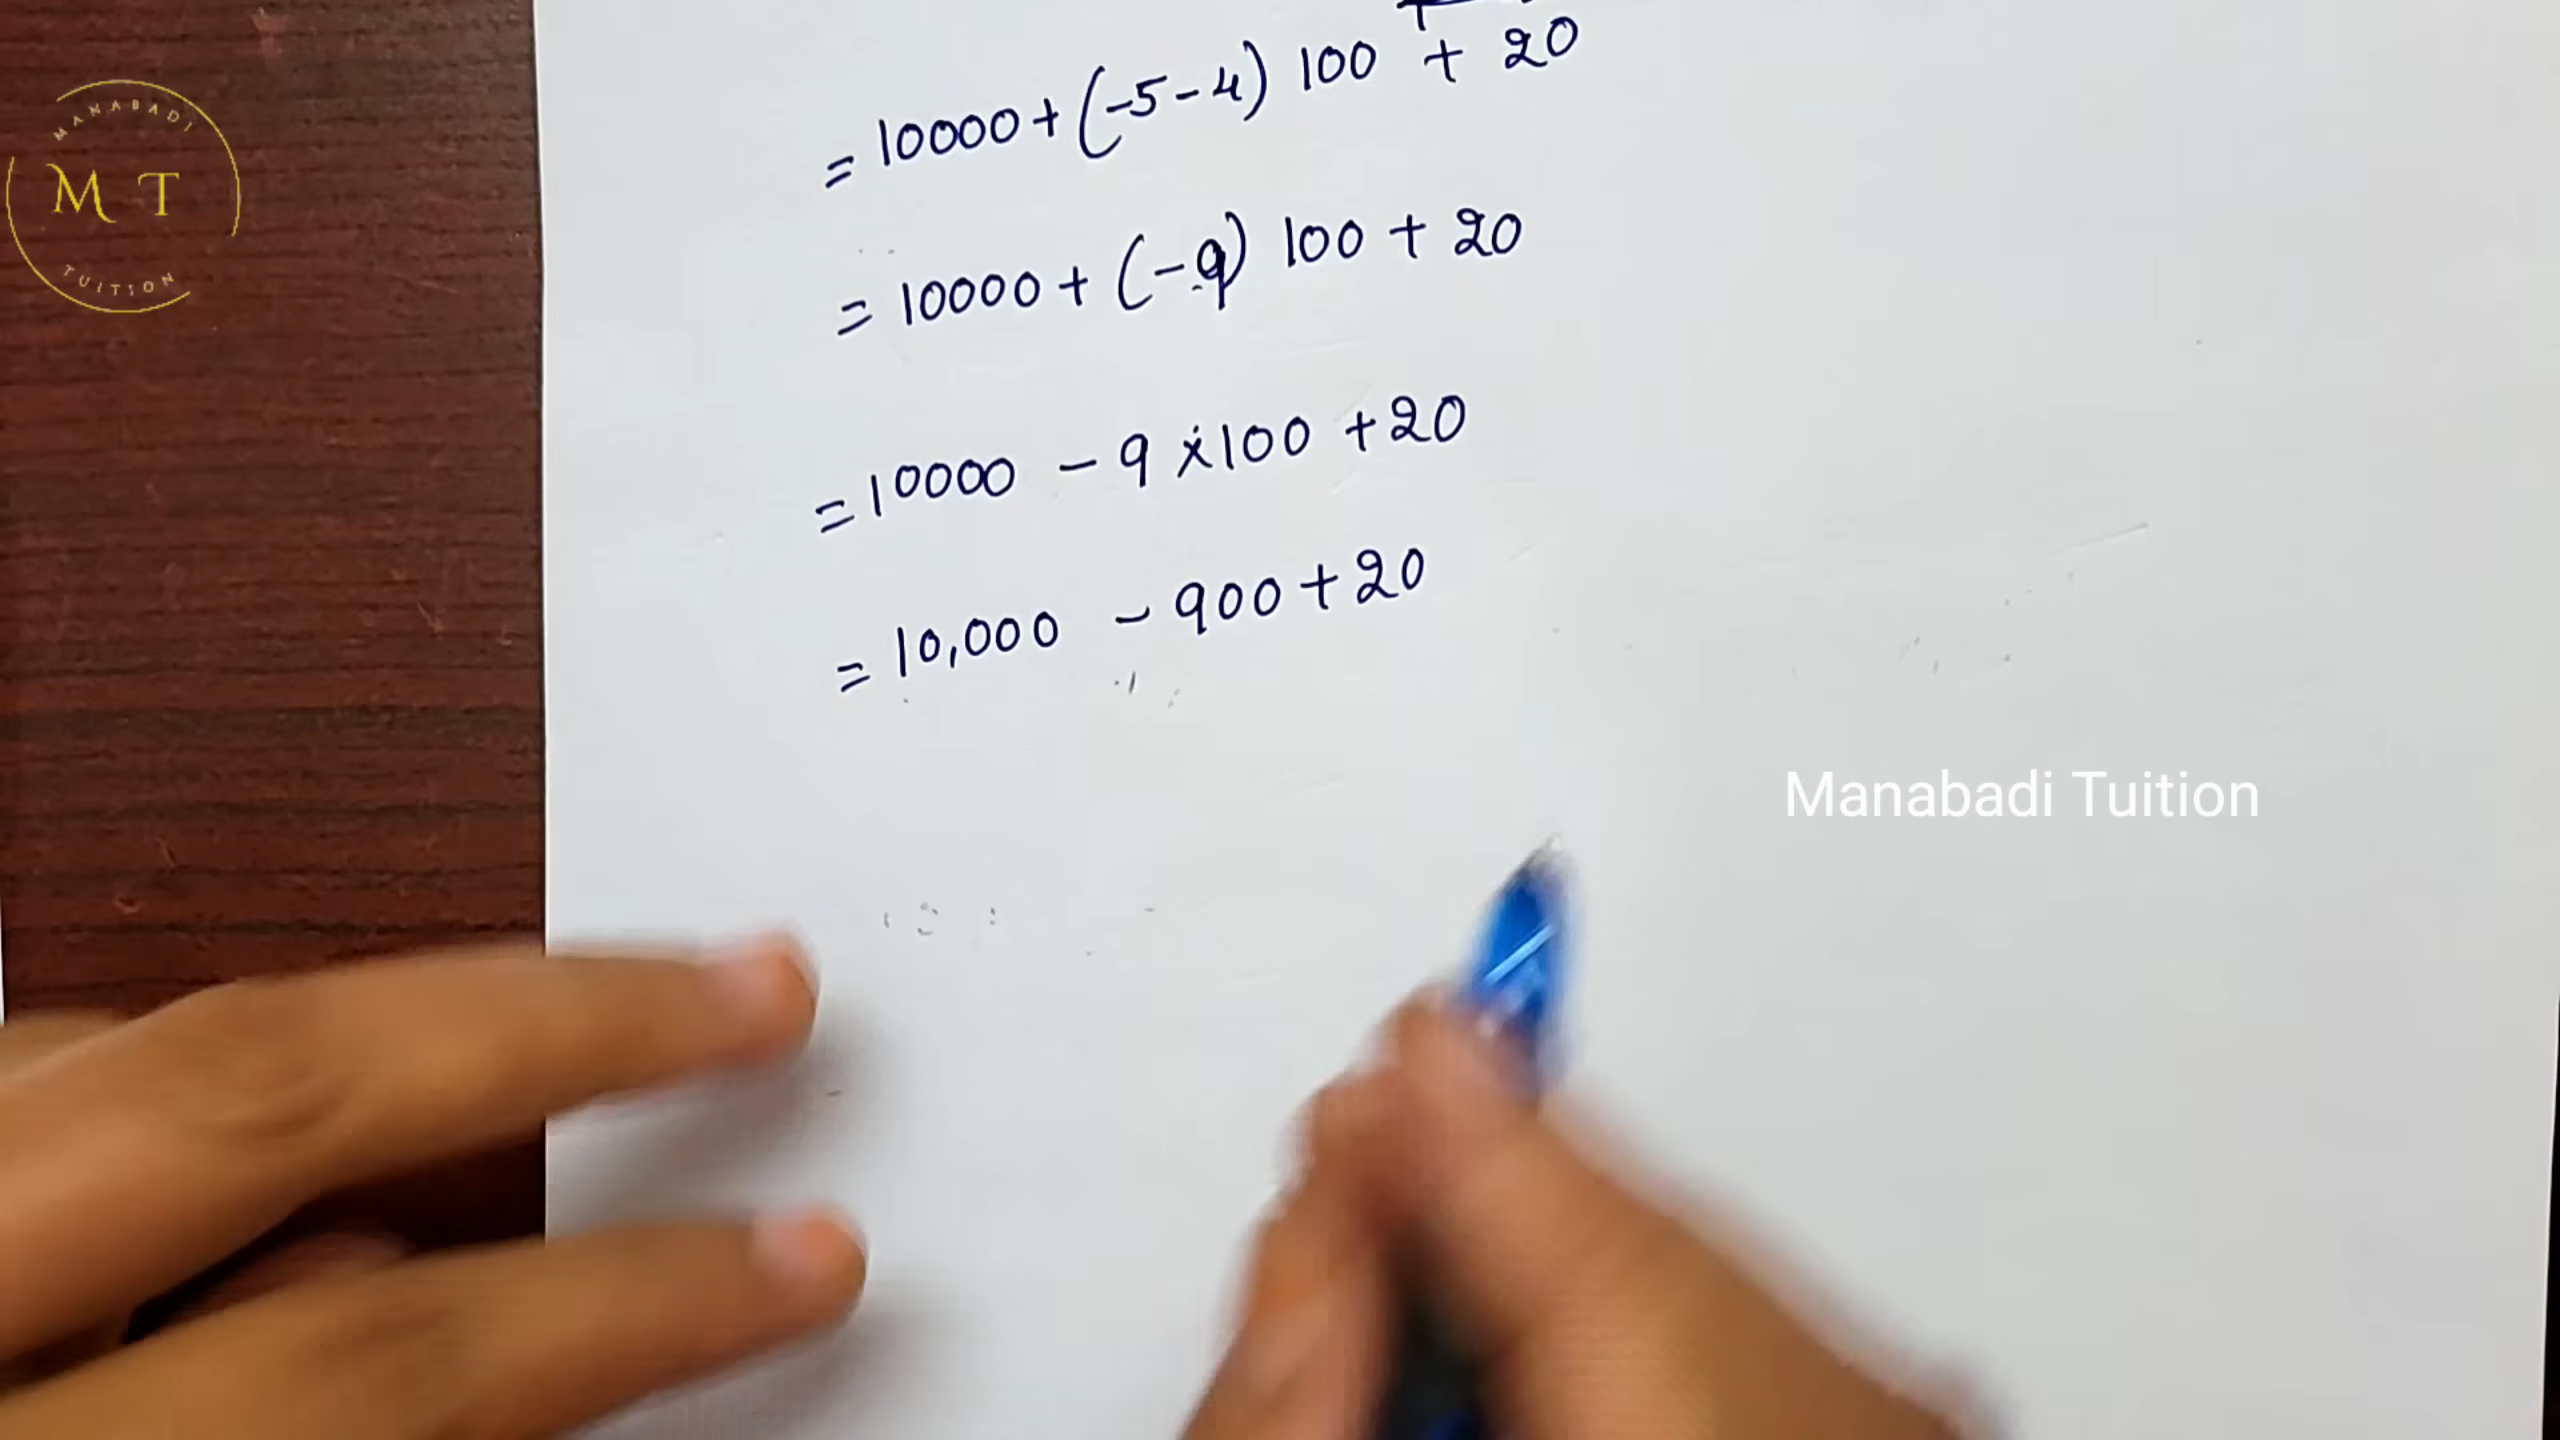 = 10000 + (-5-4) 100 + 20
= 10000 + (-9) 100 + 20
= 10000 - 9 × 100 + 20
= 10,000 - 900 + 20
MANABADI
M T
TUITION
Manabadi Tuition